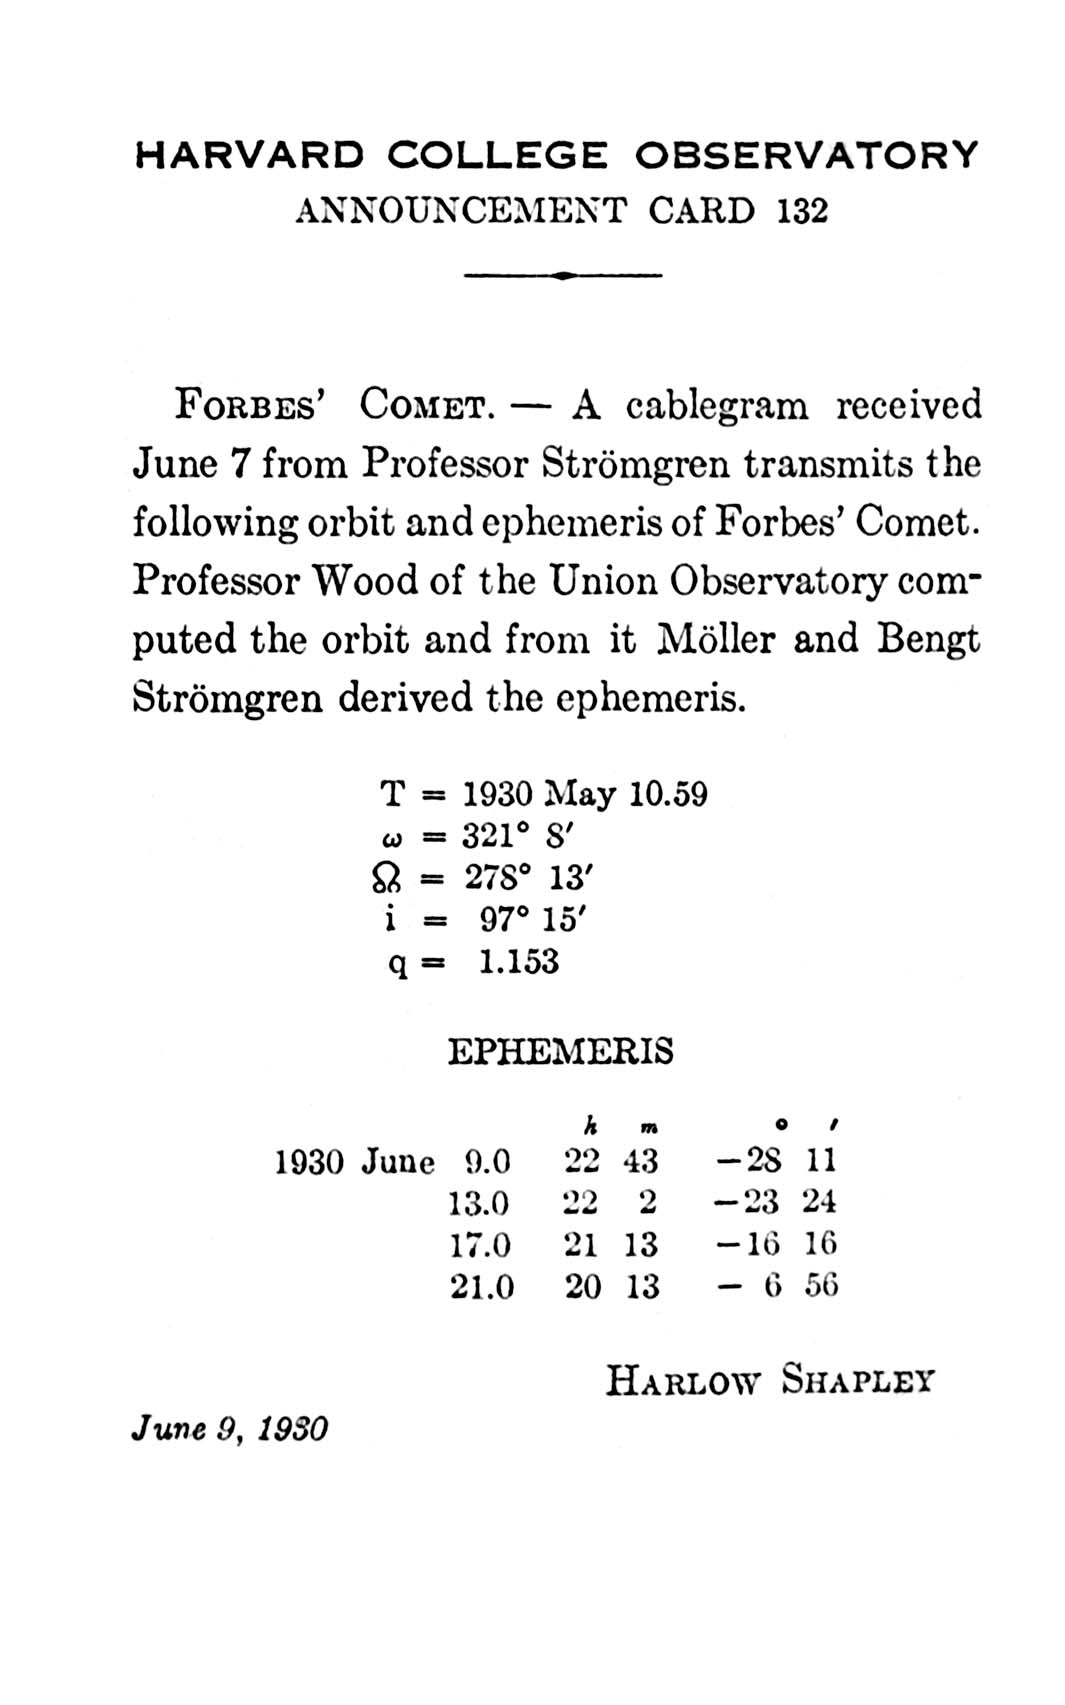 HARVARD COLLEGE OBSERVATORY
ANNOUNCEMENT CARD 132
FORBES' COMET. — A cablegram received
June 7 from Professor Strömgren transmits the
following orbit and ephemeris of Forbes' Comet.
Professor Wood of the Union Observatory com-
puted the orbit and from it Möller and Bengt
Strömgren derived the ephemeris.
T = 1930 May 10.59
ω = 321° 8′
☊ = 278° 13′
i = 97° 15′
q = 1.153
EPHEMERIS
h m ° ′
1930 June 9.0 22 43 −28 11
13.0 22 2 −23 24
17.0 21 13 −16 16
21.0 20 13 − 6 56
HARLOW SHAPLEY
June 9, 1930